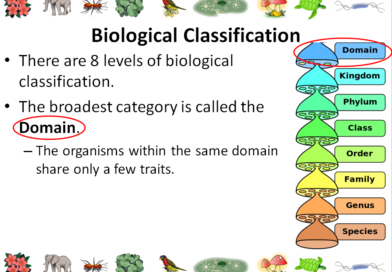 Biological Classification
• There are 8 levels of biological
classification.
• The broadest category is called the
Domain.
– The organisms within the same domain
share only a few traits.
Domain
Kingdom
Phylum
Class
Order
Family
Genus
Species